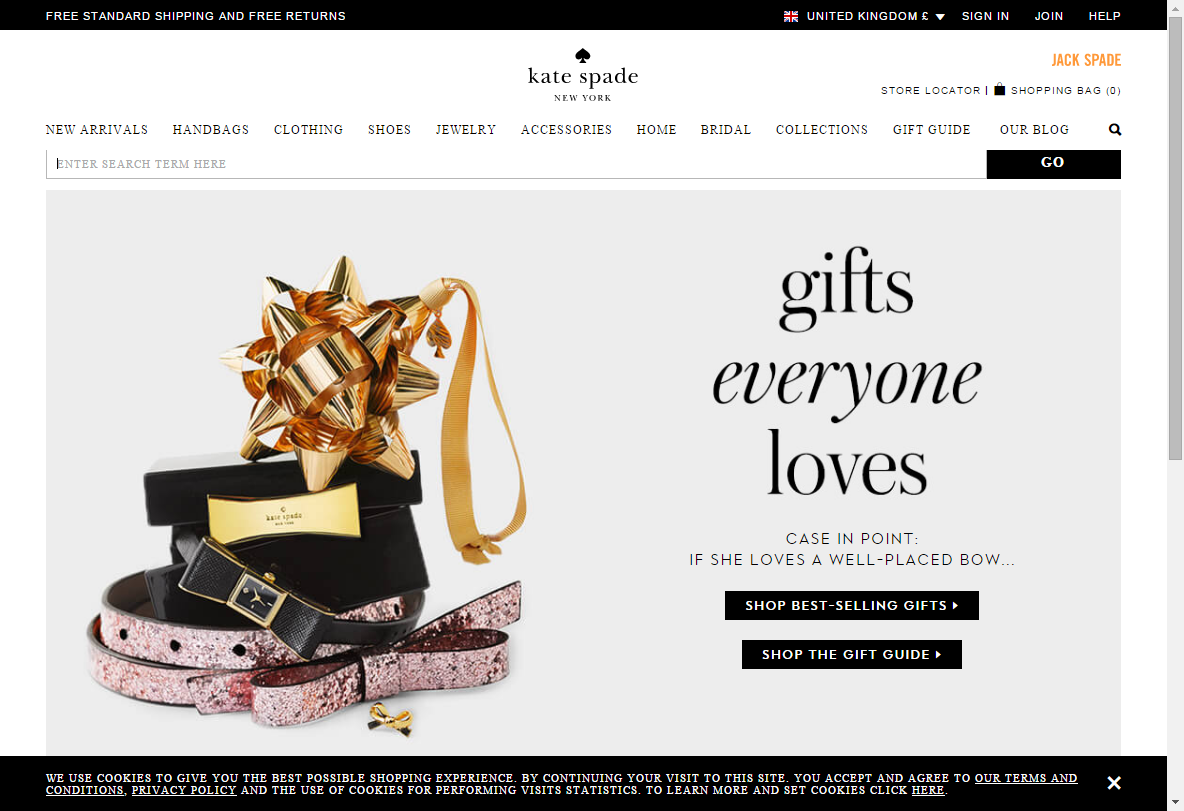 FREE STANDARD SHIPPING AND FREE RETURNS
UNITED KINGDOM £ SIGN IN JOIN HELP
kate spade
NEW YORK
JACK SPADE
STORE LOCATOR | SHOPPING BAG (0)
NEW ARRIVALS HANDBAGS CLOTHING SHOES JEWELRY ACCESSORIES HOME BRIDAL COLLECTIONS GIFT GUIDE OUR BLOG
ENTER SEARCH TERM HERE GO
gifts
everyone
loves
kate spade
NEW YORK
CASE IN POINT:
IF SHE LOVES A WELL-PLACED BOW...
SHOP BEST-SELLING GIFTS
SHOP THE GIFT GUIDE
WE USE COOKIES TO GIVE YOU THE BEST POSSIBLE SHOPPING EXPERIENCE. BY CONTINUING YOUR VISIT TO THIS SITE. YOU ACCEPT AND AGREE TO OUR TERMS AND
CONDITIONS, PRIVACY POLICY AND THE USE OF COOKIES FOR PERFORMING VISITS STATISTICS. TO LEARN MORE AND SET COOKIES CLICK HERE.